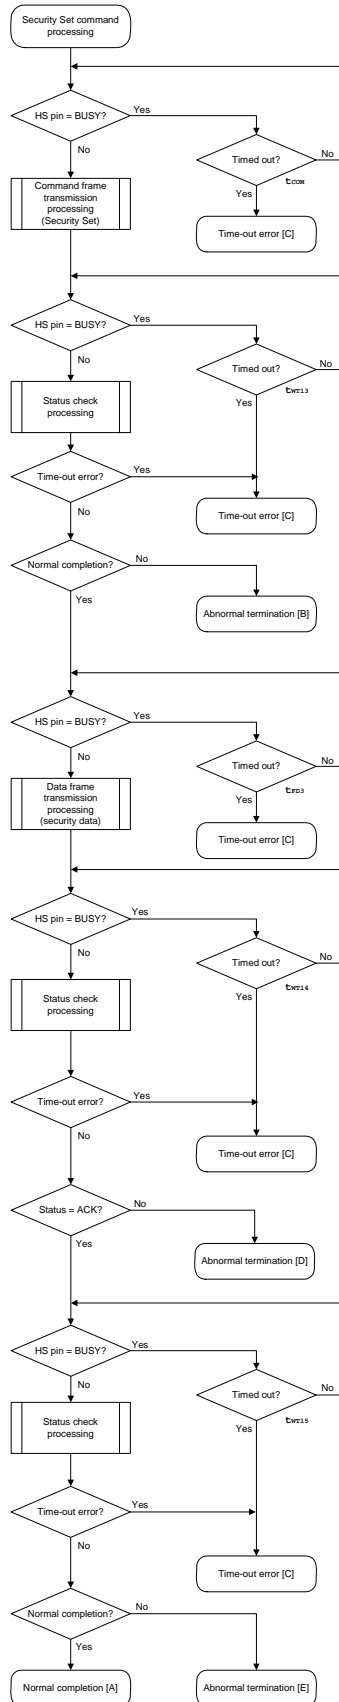 Security Set command
processing
HS pin = BUSY?
Yes
No
Timed out?
No
tCOM
Yes
Command frame
transmission
processing
(Security Set)
Time-out error [C]
HS pin = BUSY?
Yes
No
Timed out?
No
tWT13
Yes
Status check
processing
Time-out error?
Yes
No
Time-out error [C]
Normal completion?
No
Yes
Abnormal termination [B]
HS pin = BUSY?
Yes
No
Timed out?
No
tFD3
Yes
Data frame
transmission
processing
(security data)
Time-out error [C]
HS pin = BUSY?
Yes
No
Timed out?
No
tWT14
Yes
Status check
processing
Time-out error?
Yes
No
Time-out error [C]
Status = ACK?
No
Yes
Abnormal termination [D]
HS pin = BUSY?
Yes
No
Timed out?
No
tWT15
Yes
Status check
processing
Time-out error?
Yes
No
Time-out error [C]
Normal completion?
No
Yes
Normal completion [A]
Abnormal termination [E]